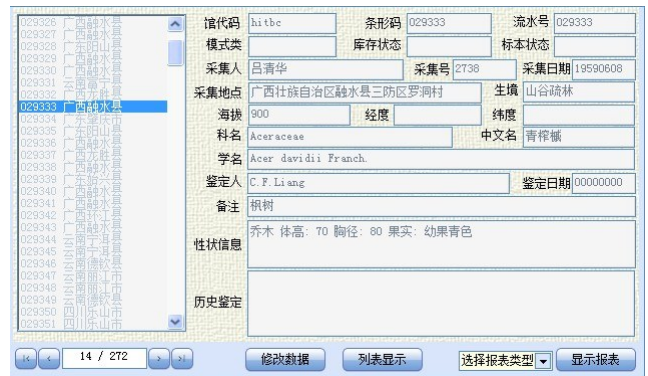 029326 广西融水县
029327 广西融水县
029328 广东阳山县
029329 广西融水县
029330 广西融水县
029331 云南富宁县
029332 广西龙胜县
029333 广西融水县
029334 广东肇庆市
029335 广东阳山县
029336 广西融水县
029337 广西龙胜县
029338 广西融水县
029339 广东始兴县
029340 广西融水县
029341 广西融水县
029342 广西环江县
029343 广西融水县
029344 云南宁洱县
029345 云南宁洱县
029346 云南德钦县
029347 云南丽江市
029348 云南丽江市
029349 云南德钦县
029350 四川乐山市
029351 四川乐山市
14 / 272
馆代码 hitbc 条形码 029333 流水号 029333
模式类 库存状态 标本状态
采集人 吕清华 采集号 2738 采集日期 19590608
采集地点 广西壮族自治区融水县三防区罗洞村 生境 山谷疏林
海拔 900 经度 纬度
科名 Aceraceae 中文名 青榨槭
学名 Acer davidii Franch.
鉴定人 C.F.Liang 鉴定日期 00000000
备注 枫树
性状信息 乔木 体高: 70 胸径: 80 果实: 幼果青色
历史鉴定
修改数据 列表显示 选择报表类型 显示报表